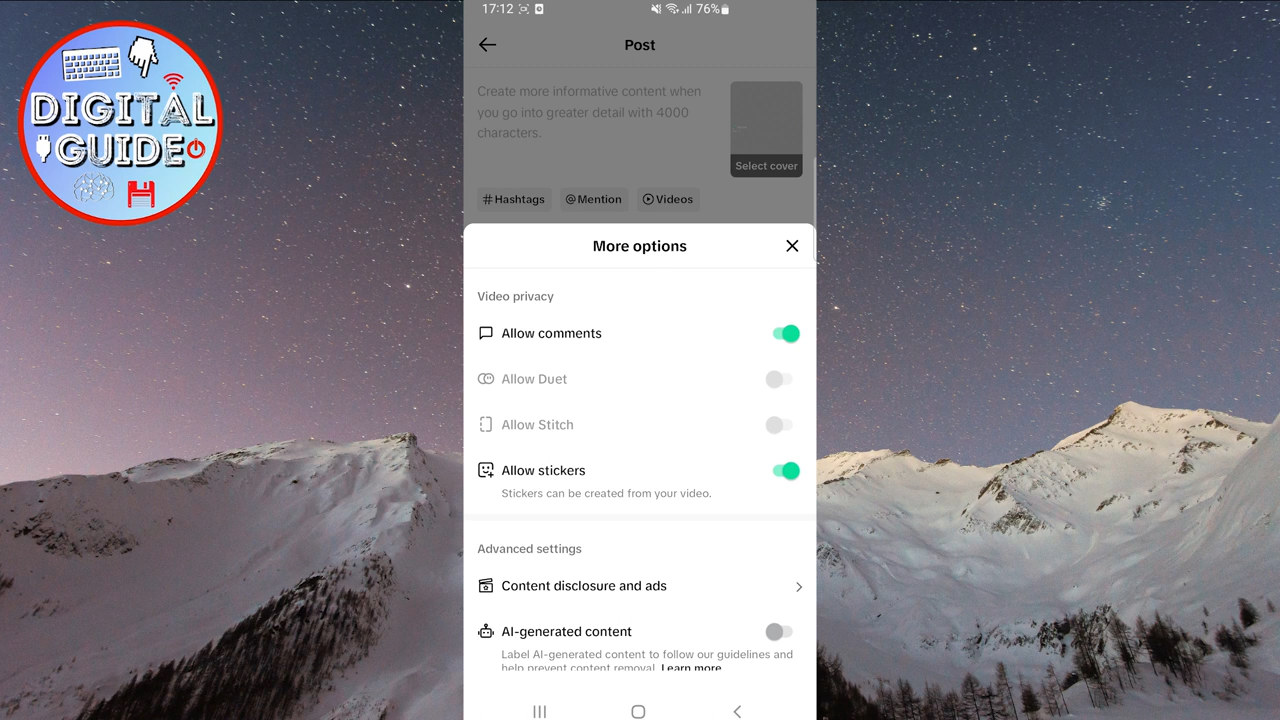 DIGITAL
GUIDE
17:12
76%
Post
Create more informative content when
you go into greater detail with 4000
characters.
Select cover
#Hashtags
@Mention
Videos
More options
Video privacy
Allow comments
Allow Duet
Allow Stitch
Allow stickers
Stickers can be created from your video.
Advanced settings
Content disclosure and ads
AI-generated content
Label AI-generated content to follow our guidelines and
help prevent content removal. Learn more